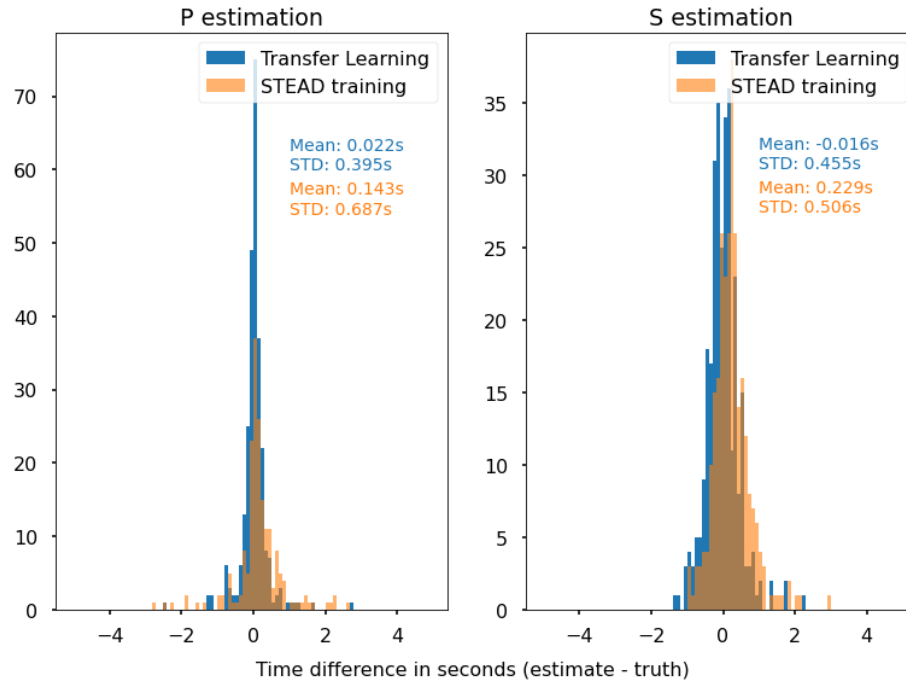 P estimation
Transfer Learning
STEAD training
Mean: 0.022s
STD: 0.395s
Mean: 0.143s
STD: 0.687s
70
60
50
40
30
20
10
0
−4 −2 0 2 4
S estimation
Transfer Learning
STEAD training
Mean: -0.016s
STD: 0.455s
Mean: 0.229s
STD: 0.506s
35
30
25
20
15
10
5
0
−4 −2 0 2 4
Time difference in seconds (estimate - truth)